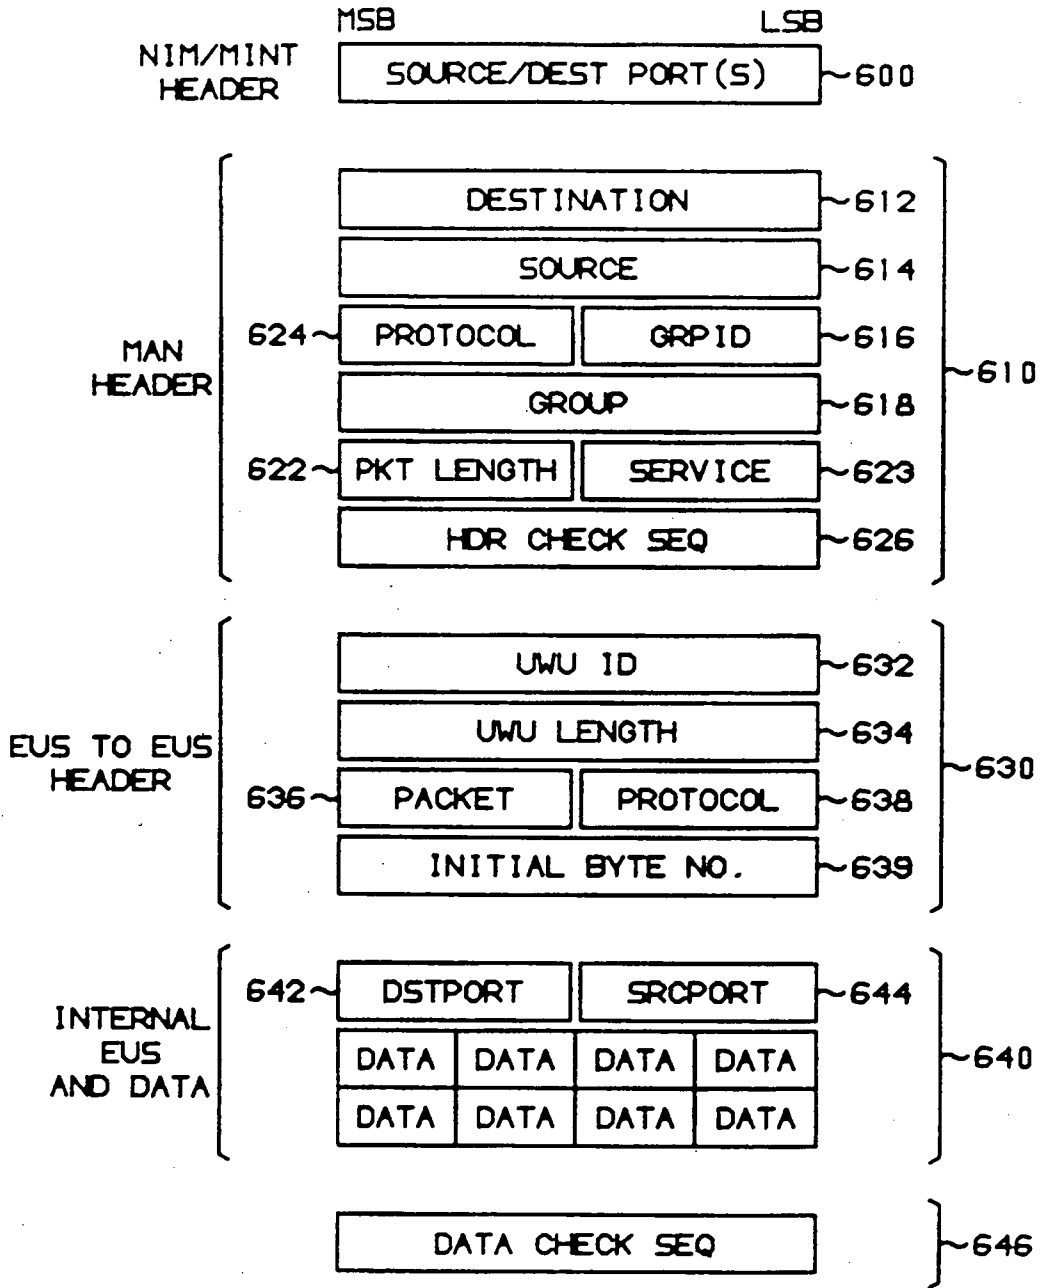 MSB LSB
NIM/MINT HEADER SOURCE/DEST PORT(S) 600
DESTINATION 612
SOURCE 614
624 PROTOCOL GRPID 616
MAN HEADER 610
GROUP 618
622 PKT LENGTH SERVICE 623
HDR CHECK SEQ 626
UWU ID 632
UWU LENGTH 634
EUS TO EUS HEADER 630
636 PACKET PROTOCOL 638
INITIAL BYTE NO. 639
642 DSTPORT SRCPORT 644
INTERNAL EUS AND DATA 640
DATA DATA DATA DATA
DATA DATA DATA DATA
DATA CHECK SEQ 646